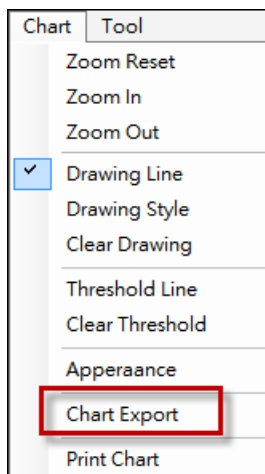 Chart Tool
Zoom Reset
Zoom In
Zoom Out
Drawing Line
Drawing Style
Clear Drawing
Threshold Line
Clear Threshold
Apperaance
Chart Export
Print Chart